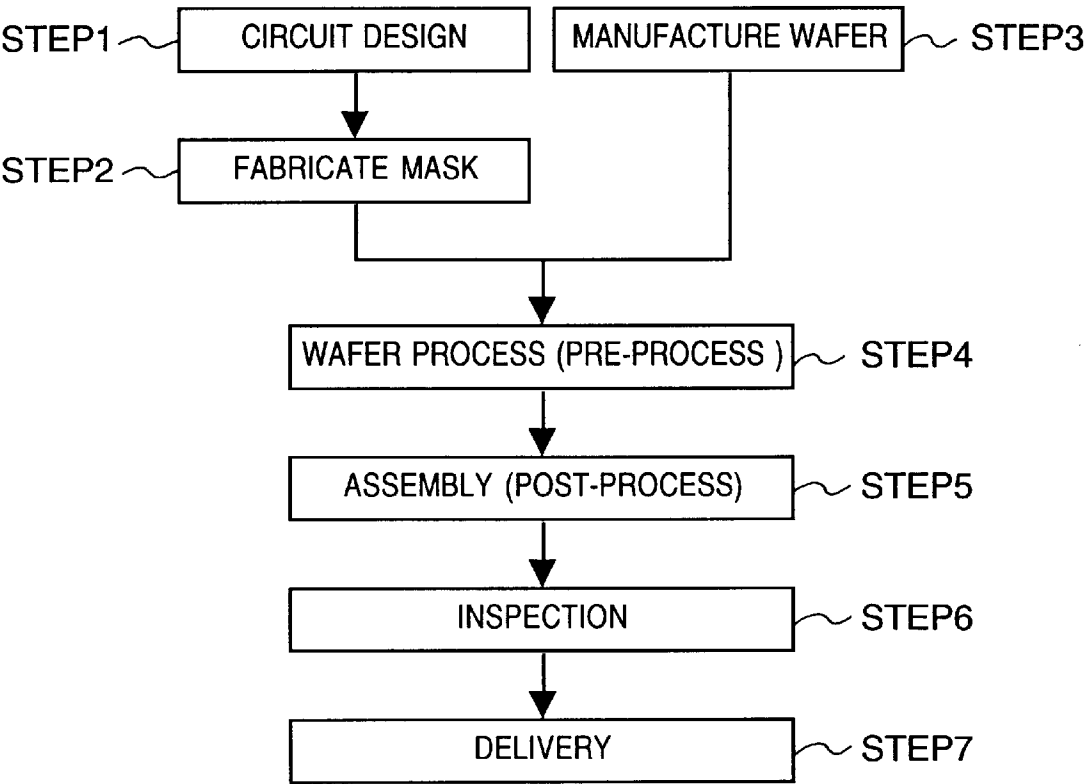 STEP1 CIRCUIT DESIGN MANUFACTURE WAFER STEP3
STEP2 FABRICATE MASK
WAFER PROCESS (PRE-PROCESS ) STEP4
ASSEMBLY (POST-PROCESS) STEP5
INSPECTION STEP6
DELIVERY STEP7